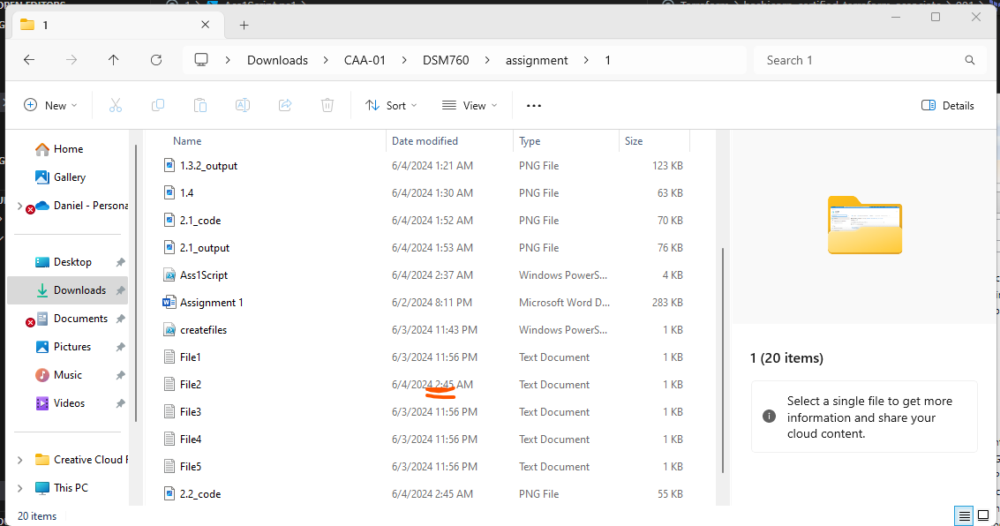 1
Downloads > CAA-01 > DSM760 > assignment > 1
Search 1
New
Sort
View
Details
Home
Gallery
Daniel - Persona
Desktop
Downloads
Documents
Pictures
Music
Videos
Creative Cloud F
This PC
Name Date modified Type Size
1.3.2_output 6/4/2024 1:21 AM PNG File 123 KB
1.4 6/4/2024 1:30 AM PNG File 63 KB
2.1_code 6/4/2024 1:52 AM PNG File 70 KB
2.1_output 6/4/2024 1:53 AM PNG File 76 KB
Ass1Script 6/4/2024 2:37 AM Windows PowerS... 4 KB
Assignment 1 6/2/2024 8:11 PM Microsoft Word D... 283 KB
createfiles 6/3/2024 11:43 PM Windows PowerS... 1 KB
File1 6/3/2024 11:56 PM Text Document 1 KB
File2 6/4/2024 2:45 AM Text Document 1 KB
File3 6/3/2024 11:56 PM Text Document 1 KB
File4 6/3/2024 11:56 PM Text Document 1 KB
File5 6/3/2024 11:56 PM Text Document 1 KB
2.2_code 6/4/2024 2:45 AM PNG File 55 KB
1 (20 items)
Select a single file to get more
information and share your
cloud content.
20 items